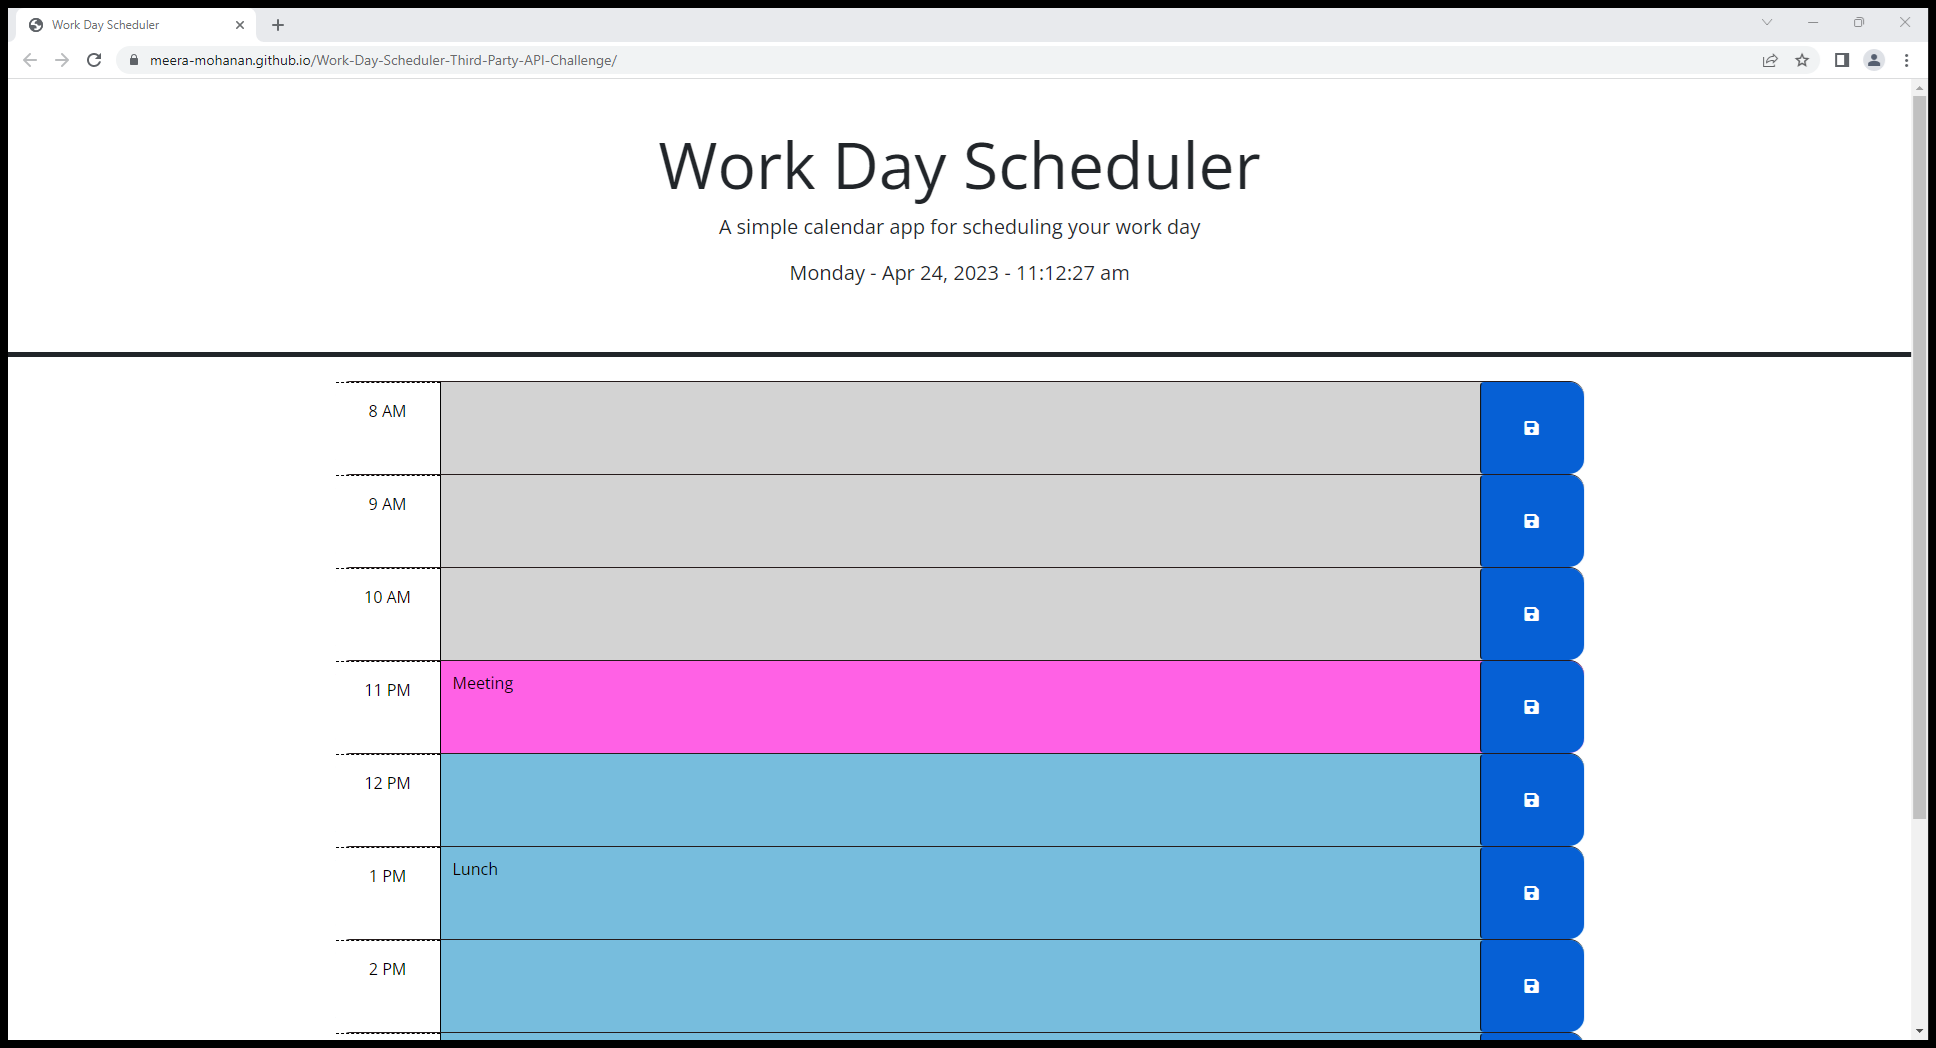 Work Day Scheduler
meera-mohanan.github.io/Work-Day-Scheduler-Third-Party-API-Challenge/
Work Day Scheduler
A simple calendar app for scheduling your work day
Monday - Apr 24, 2023 - 11:12:27 am
8 AM
9 AM
10 AM
11 PM Meeting
12 PM
1 PM Lunch
2 PM